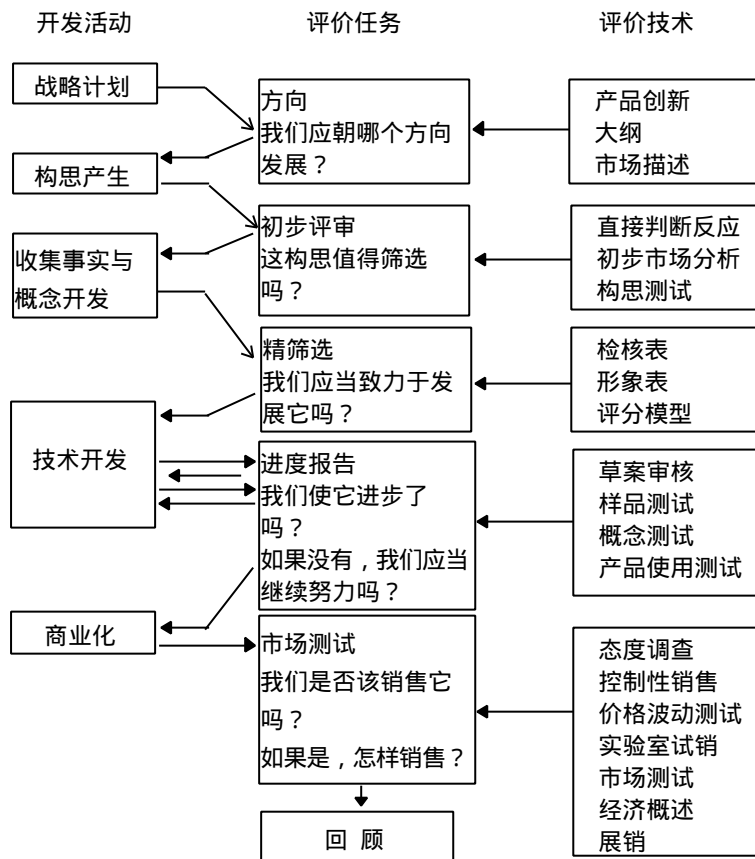 开发活动
评价任务
评价技术
战略计划
方向
我们应朝哪个方向
发展？
产品创新
大纲
市场描述
构思产生
初步评审
这构思值得筛选
吗？
直接判断反应
初步市场分析
构思测试
收集事实与
概念开发
精筛选
我们应当致力于发
展它吗？
检核表
形象表
评分模型
技术开发
进度报告
我们使它进步了
吗？
如果没有，我们应当
继续努力吗？
草案审核
样品测试
概念测试
产品使用测试
商业化
市场测试
我们是否该销售它
吗？
如果是，怎样销售？
态度调查
控制性销售
价格波动测试
实验室试销
市场测试
经济概述
展销
回 顾